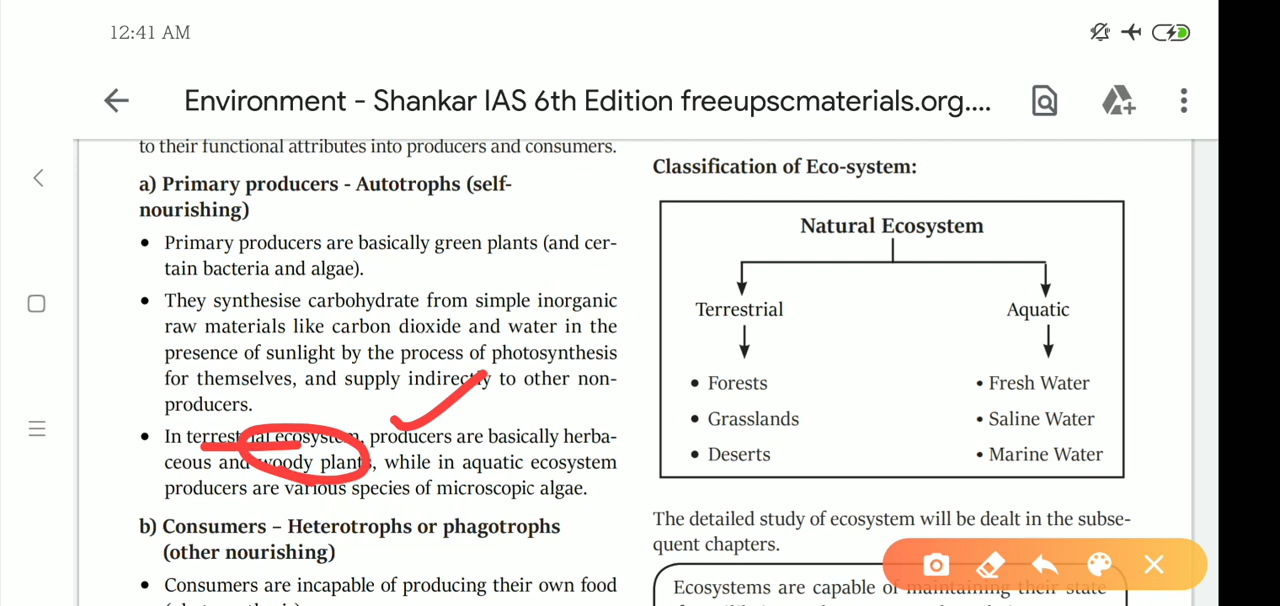 12:41 AM
Environment - Shankar IAS 6th Edition freeupscmaterials.org....
to their functional attributes into producers and consumers.
a) Primary producers - Autotrophs (self-
nourishing)
• Primary producers are basically green plants (and cer-
tain bacteria and algae).
• They synthesise carbohydrate from simple inorganic
raw materials like carbon dioxide and water in the
presence of sunlight by the process of photosynthesis
for themselves, and supply indirectly to other non-
producers.
• In terrestrial ecosystem, producers are basically herba-
ceous and woody plants, while in aquatic ecosystem
producers are various species of microscopic algae.
b) Consumers – Heterotrophs or phagotrophs
(other nourishing)
• Consumers are incapable of producing their own food
Classification of Eco-system:
Natural Ecosystem
Terrestrial
Aquatic
• Forests
• Grasslands
• Deserts
• Fresh Water
• Saline Water
• Marine Water
The detailed study of ecosystem will be dealt in the subse-
quent chapters.
Ecosystems are capable of maintaining their state